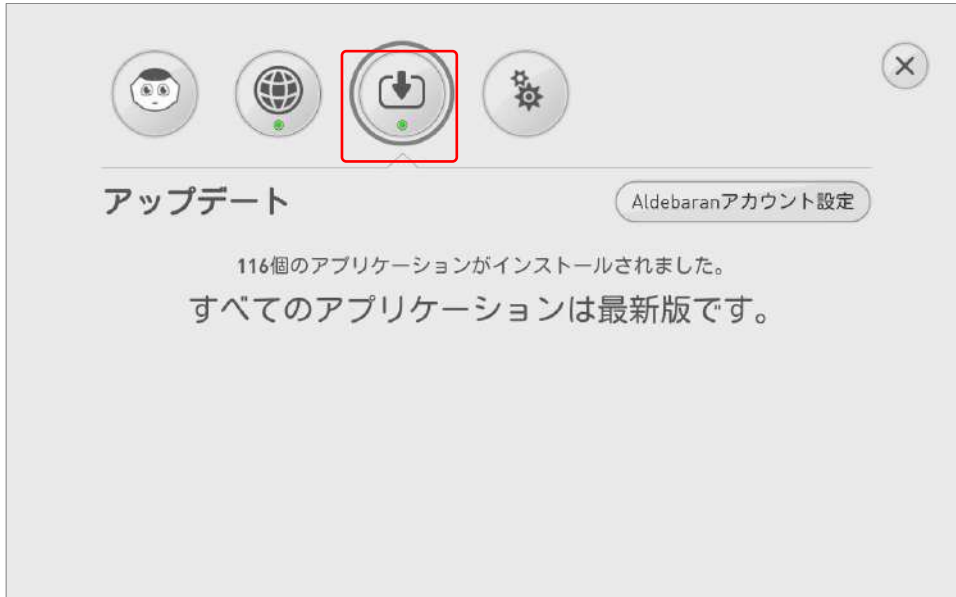 アップデート
Aldebaranアカウント設定
116個のアプリケーションがインストールされました。
すべてのアプリケーションは最新版です。